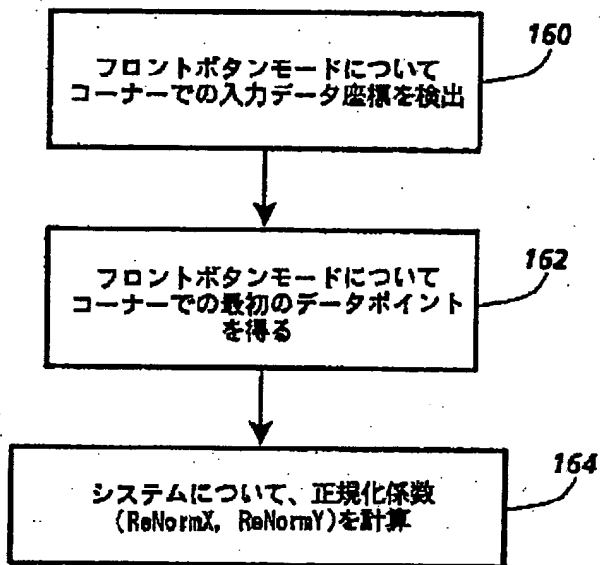 160
フロントボタンモードについて
コーナーでの入力データ座標を検出
162
フロントボタンモードについて
コーナーでの最初のデータポイント
を得る
164
システムについて、正規化係数
(ReNormX, ReNormY)を計算